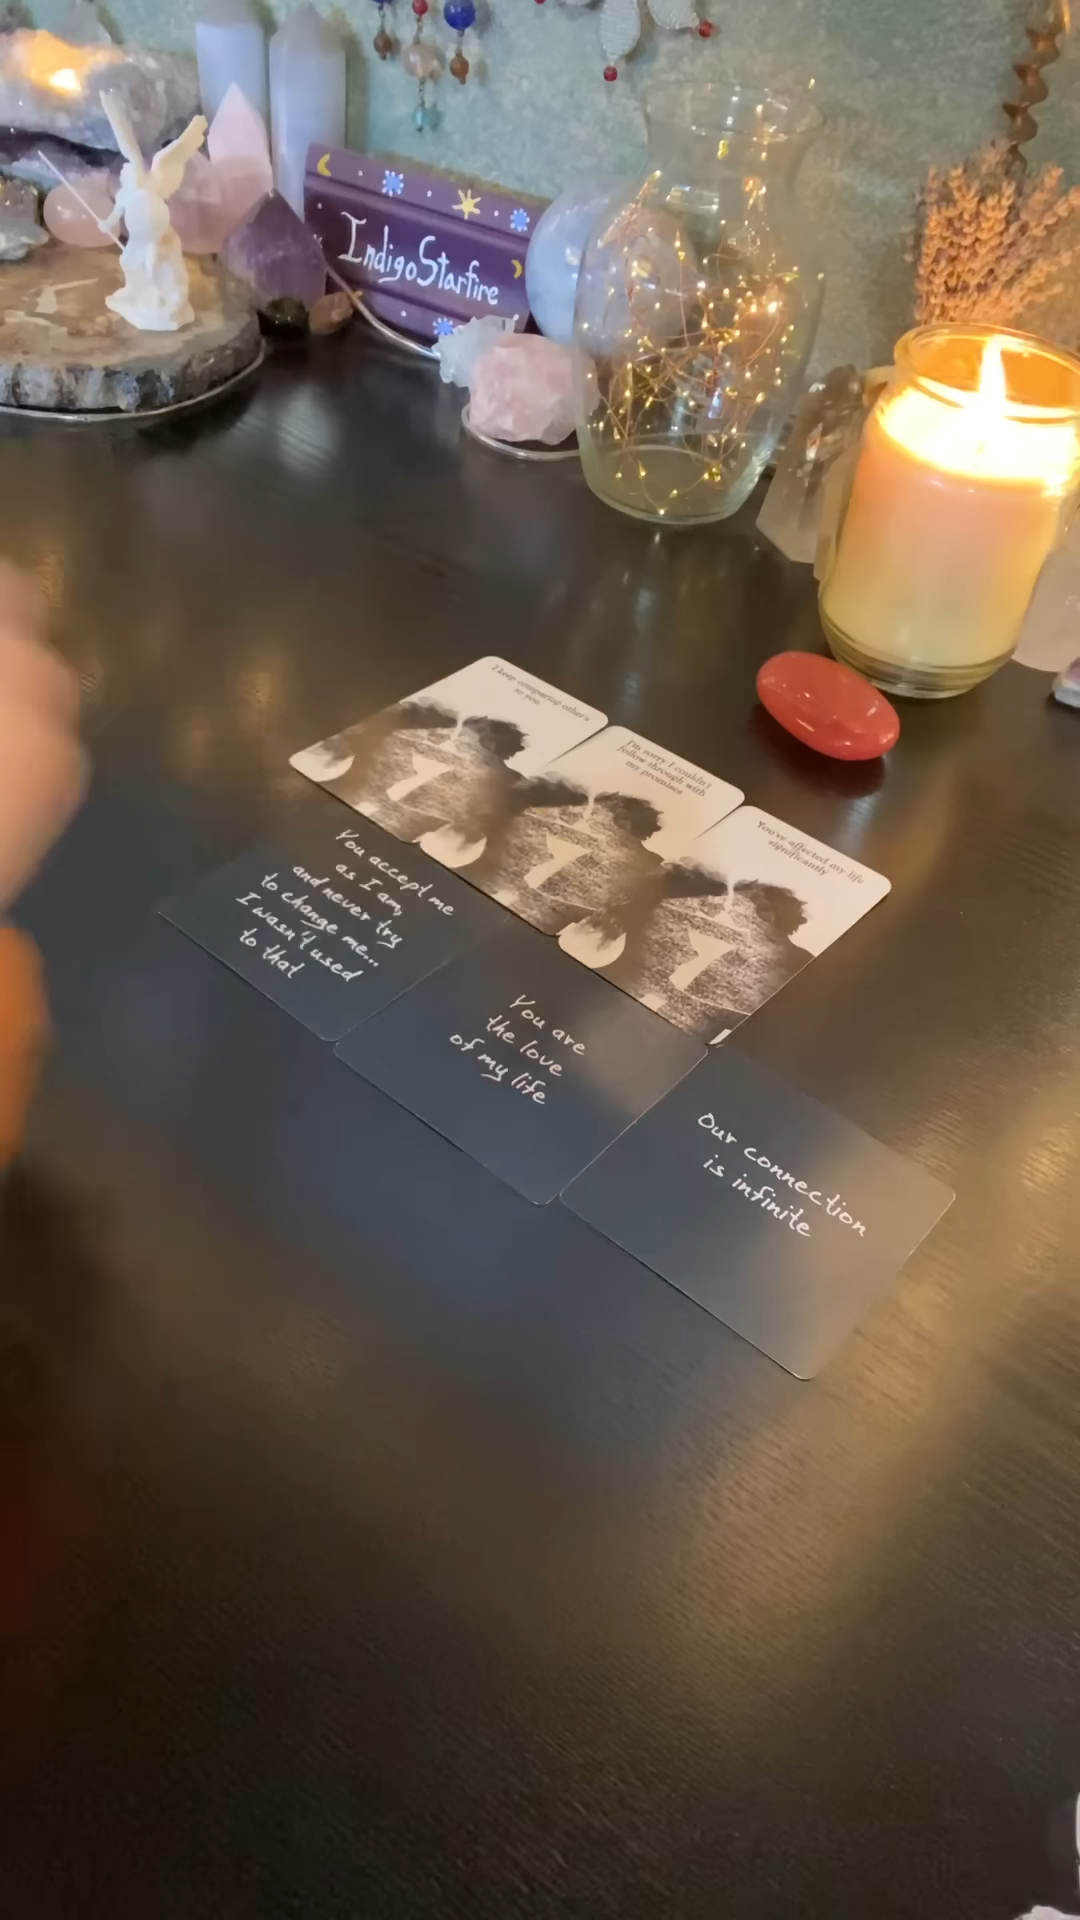 IndigoStarfire
I keep comparing other's
to you
I'm sorry I couldn't
follow through with
my promises
You've affected my life
significantly
You accept me
as I am,
and never try
to change me...
I wasn't used
to that
You are
the love
of my life
Our connection
is infinite